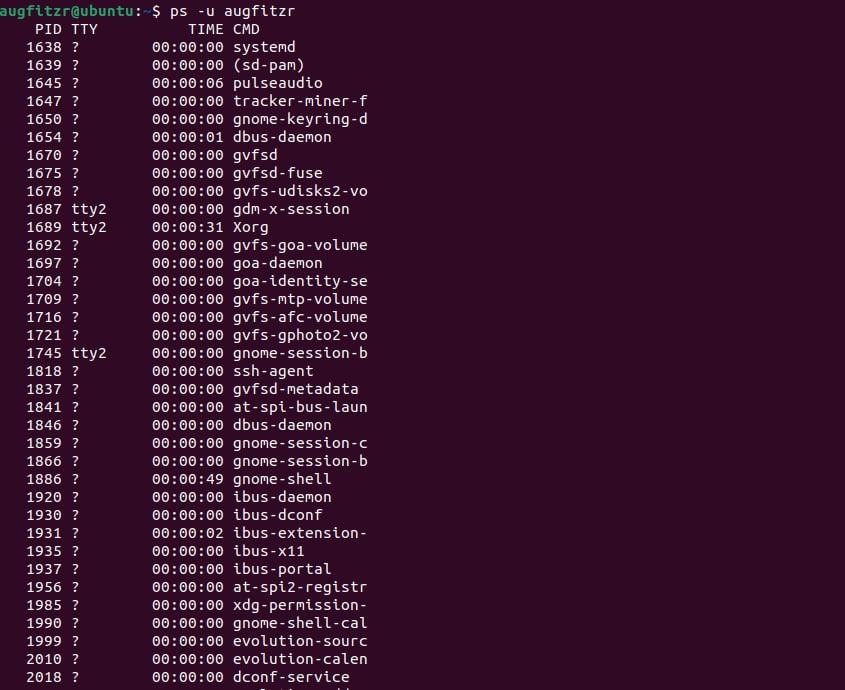 augfitzr@ubuntu:~$ ps -u augfitzr
PID TTY TIME CMD
1638 ? 00:00:00 systemd
1639 ? 00:00:00 (sd-pam)
1645 ? 00:00:06 pulseaudio
1647 ? 00:00:00 tracker-miner-f
1650 ? 00:00:00 gnome-keyring-d
1654 ? 00:00:01 dbus-daemon
1670 ? 00:00:00 gvfsd
1675 ? 00:00:00 gvfsd-fuse
1678 ? 00:00:00 gvfs-udisks2-vo
1687 tty2 00:00:00 gdm-x-session
1689 tty2 00:00:31 Xorg
1692 ? 00:00:00 gvfs-goa-volume
1697 ? 00:00:00 goa-daemon
1704 ? 00:00:00 goa-identity-se
1709 ? 00:00:00 gvfs-mtp-volume
1716 ? 00:00:00 gvfs-afc-volume
1721 ? 00:00:00 gvfs-gphoto2-vo
1745 tty2 00:00:00 gnome-session-b
1818 ? 00:00:00 ssh-agent
1837 ? 00:00:00 gvfsd-metadata
1841 ? 00:00:00 at-spi-bus-laun
1846 ? 00:00:00 dbus-daemon
1859 ? 00:00:00 gnome-session-c
1866 ? 00:00:00 gnome-session-b
1886 ? 00:00:49 gnome-shell
1920 ? 00:00:00 ibus-daemon
1930 ? 00:00:00 ibus-dconf
1931 ? 00:00:02 ibus-extension-
1935 ? 00:00:00 ibus-x11
1937 ? 00:00:00 ibus-portal
1956 ? 00:00:00 at-spi2-registr
1985 ? 00:00:00 xdg-permission-
1990 ? 00:00:00 gnome-shell-cal
1999 ? 00:00:00 evolution-sourc
2010 ? 00:00:00 evolution-calen
2018 ? 00:00:00 dconf-service